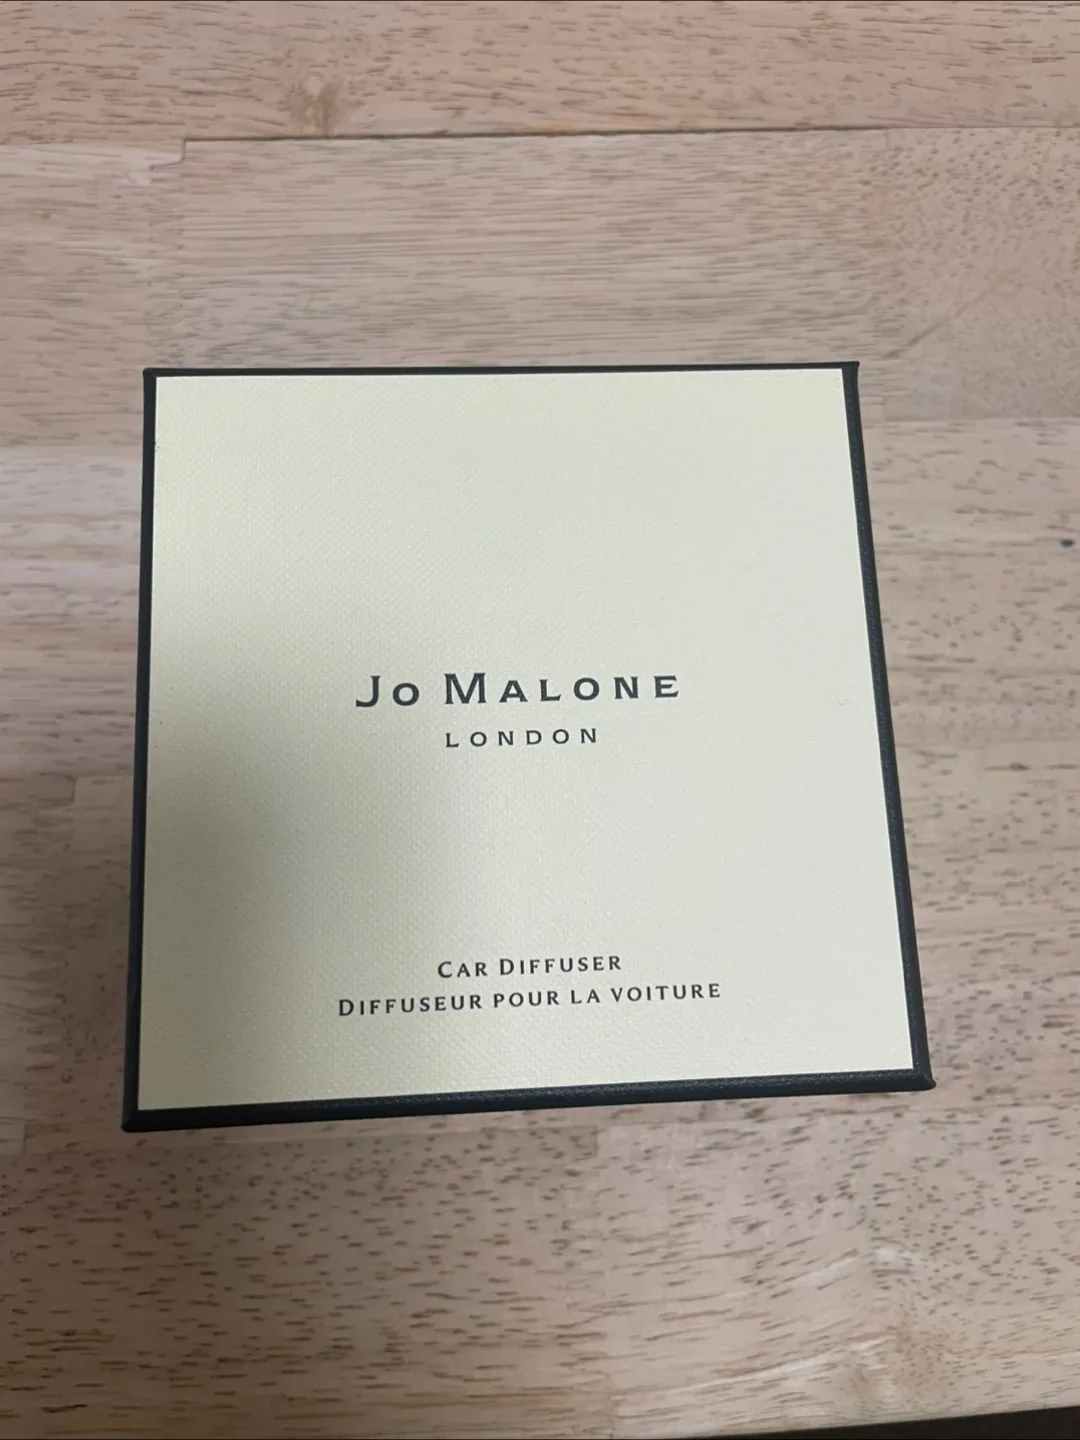 Jo Malone
LONDON
Car Diffuser
Diffuseur pour la voiture